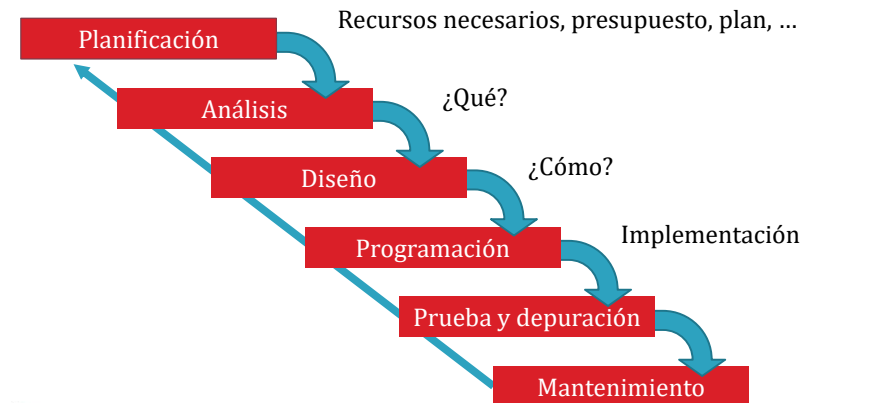 Recursos necesarios, presupuesto, plan, …
Planificación
¿Qué?
Análisis
¿Cómo?
Diseño
Implementación
Programación
Prueba y depuración
Mantenimiento